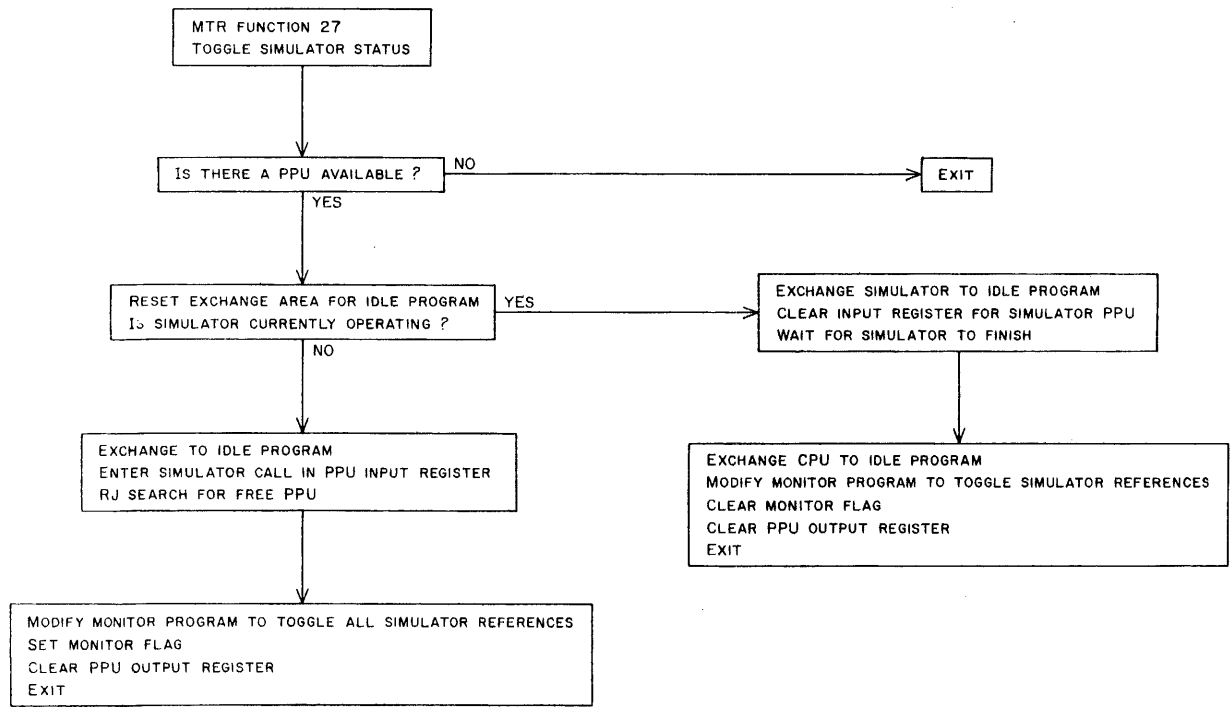 MTR FUNCTION 27
TOGGLE SIMULATOR STATUS
IS THERE A PPU AVAILABLE ?
NO
EXIT
YES
RESET EXCHANGE AREA FOR IDLE PROGRAM
IS SIMULATOR CURRENTLY OPERATING ?
YES
EXCHANGE SIMULATOR TO IDLE PROGRAM
CLEAR INPUT REGISTER FOR SIMULATOR PPU
WAIT FOR SIMULATOR TO FINISH
NO
EXCHANGE TO IDLE PROGRAM
ENTER SIMULATOR CALL IN PPU INPUT REGISTER
RJ SEARCH FOR FREE PPU
EXCHANGE CPU TO IDLE PROGRAM
MODIFY MONITOR PROGRAM TO TOGGLE SIMULATOR REFERENCES
CLEAR MONITOR FLAG
CLEAR PPU OUTPUT REGISTER
EXIT
MODIFY MONITOR PROGRAM TO TOGGLE ALL SIMULATOR REFERENCES
SET MONITOR FLAG
CLEAR PPU OUTPUT REGISTER
EXIT